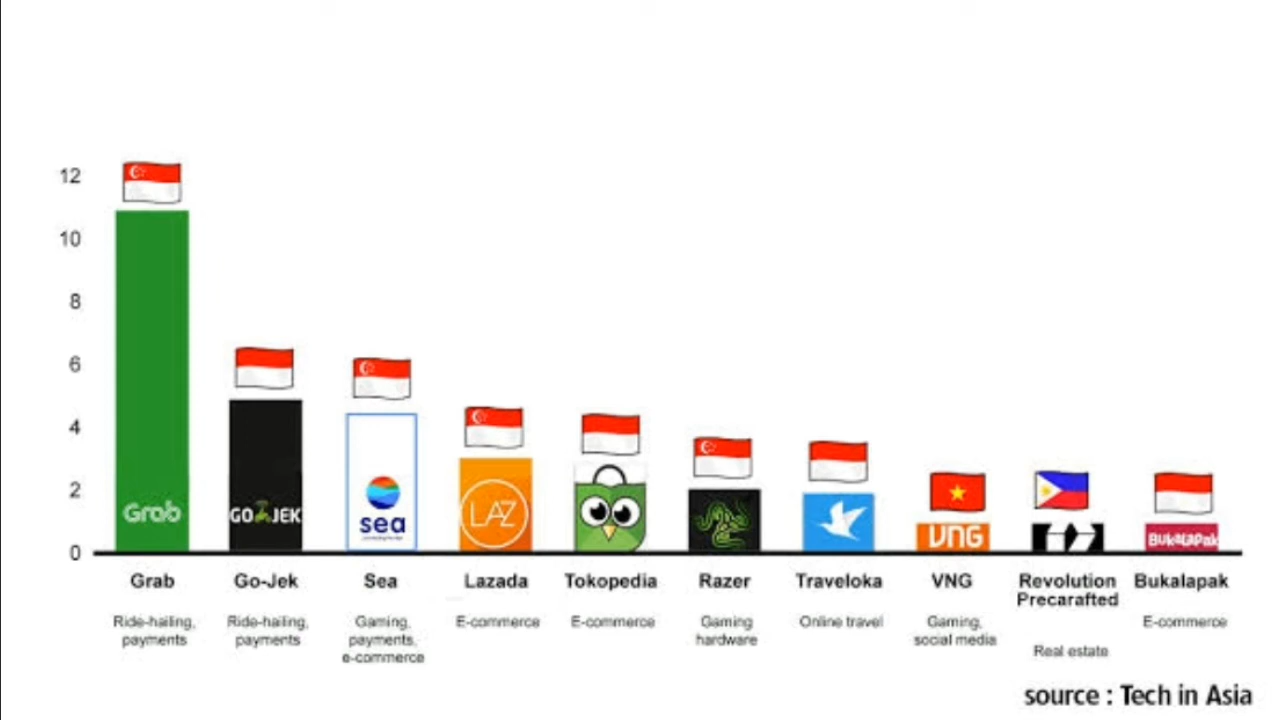 12
10
8
6
4
2
0
Grab
GO JEK
sea
LAZ
VNG
BUKALAPAK
Grab
Go-Jek
Sea
Lazada
Tokopedia
Razer
Traveloka
VNG
Revolution
Precarafted
Bukalapak
Ride-hailing,
payments
Ride-hailing,
payments
Gaming,
payments,
e-commerce
E-commerce
E-commerce
Gaming
hardware
Online travel
Gaming,
social media
Real estate
E-commerce
source : Tech in Asia